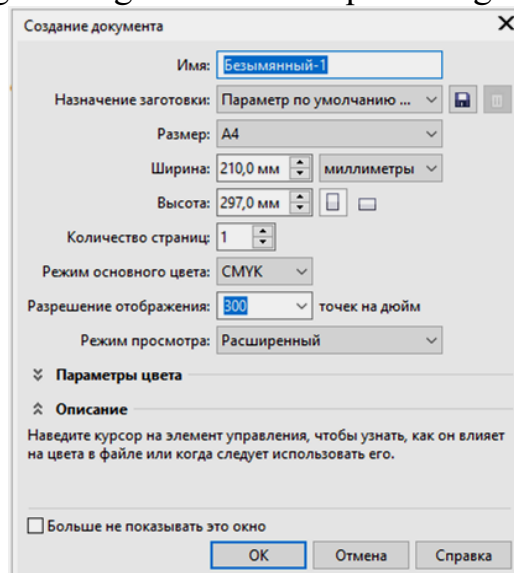 Создание документа
Имя: Безымянный-1
Назначение заготовки: Параметр по умолчанию ...
Размер: A4
Ширина: 210,0 мм миллиметры
Высота: 297,0 мм
Количество страниц: 1
Режим основного цвета: CMYK
Разрешение отображения: 300 точек на дюйм
Режим просмотра: Расширенный
Параметры цвета
Описание
Наведите курсор на элемент управления, чтобы узнать, как он влияет
на цвета в файле или когда следует использовать его.
Больше не показывать это окно
ОК Отмена Справка